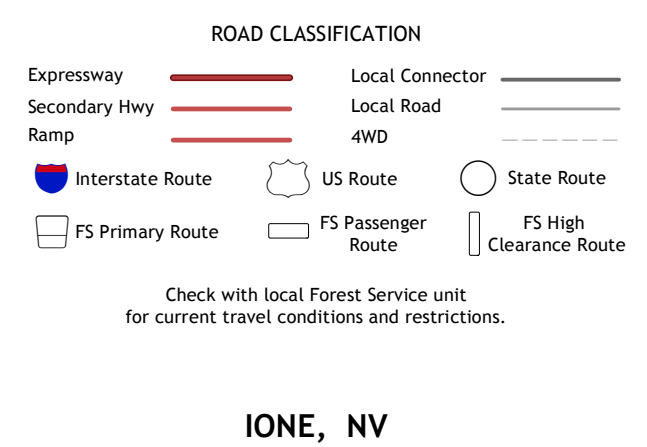 ROAD CLASSIFICATION
Expressway
Local Connector
Secondary Hwy
Local Road
Ramp
4WD
Interstate Route
US Route
State Route
FS Primary Route
FS Passenger
Route
FS High
Clearance Route
Check with local Forest Service unit
for current travel conditions and restrictions.
IONE, NV